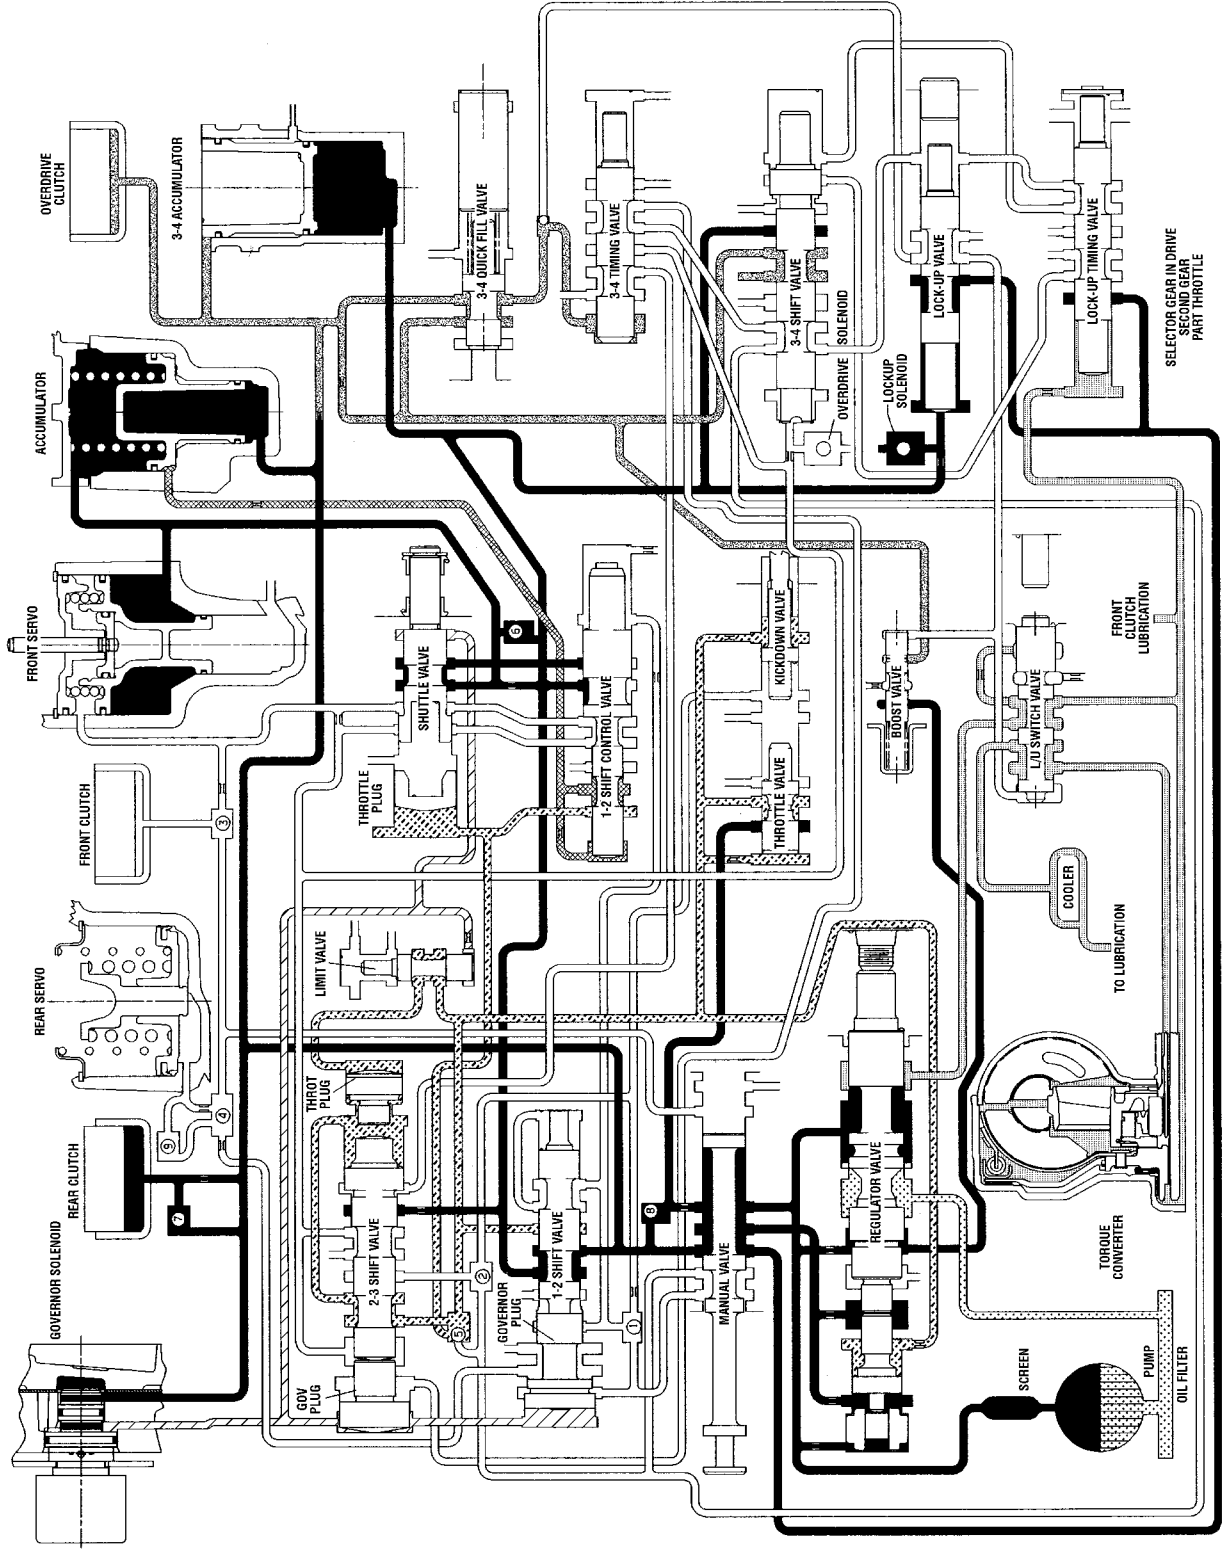 GOVERNOR SOLENOID
REAR CLUTCH
REAR SERVO
FRONT CLUTCH
FRONT SERVO
ACCUMULATOR
OVERDRIVE
CLUTCH
3-4 ACCUMULATOR
7
9
4
3
GOV
PLUG
2-3 SHIFT VALVE
THROT
PLUG
LIMIT VALVE
THROTTLE
PLUG
SHUTTLE VALVE
6
3-4 QUICK FILL VALVE
5
2
GOVERNOR
PLUG
1-2 SHIFT VALVE
1
8
1-2 SHIFT CONTROL VALVE
3-4 TIMING VALVE
MANUAL VALVE
THROTTLE VALVE
KICKDOWN VALVE
3-4 SHIFT VALVE
OVERDRIVE SOLENOID
REGULATOR VALVE
BOOST VALVE
LOCKUP
SOLENOID
LOCK-UP VALVE
SCREEN
PUMP
OIL FILTER
TORQUE
CONVERTER
COOLER
TO LUBRICATION
L/U SWITCH VALVE
FRONT
CLUTCH
LUBRICATION
LOCK-UP TIMING VALVE
SELECTOR GEAR IN DRIVE
SECOND GEAR
PART THROTTLE